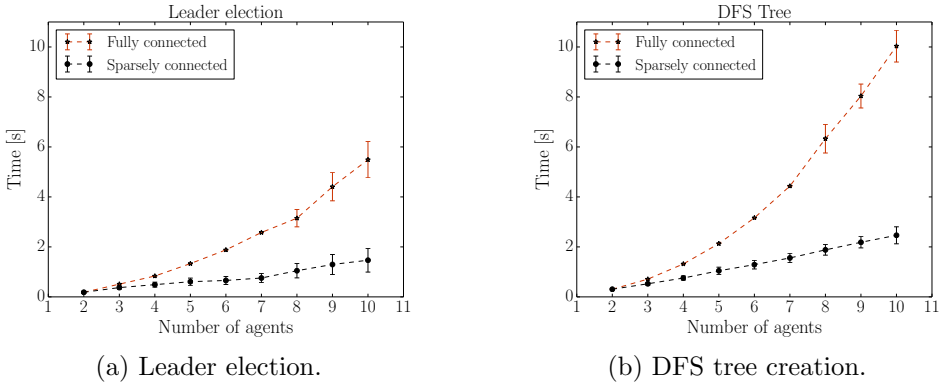 Leader election
Fully connected
Sparsely connected
Time [s]
10
8
6
4
2
0
1 2 3 4 5 6 7 8 9 10 11
Number of agents
(a) Leader election.
DFS Tree
Fully connected
Sparsely connected
Time [s]
10
8
6
4
2
0
1 2 3 4 5 6 7 8 9 10 11
Number of agents
(b) DFS tree creation.